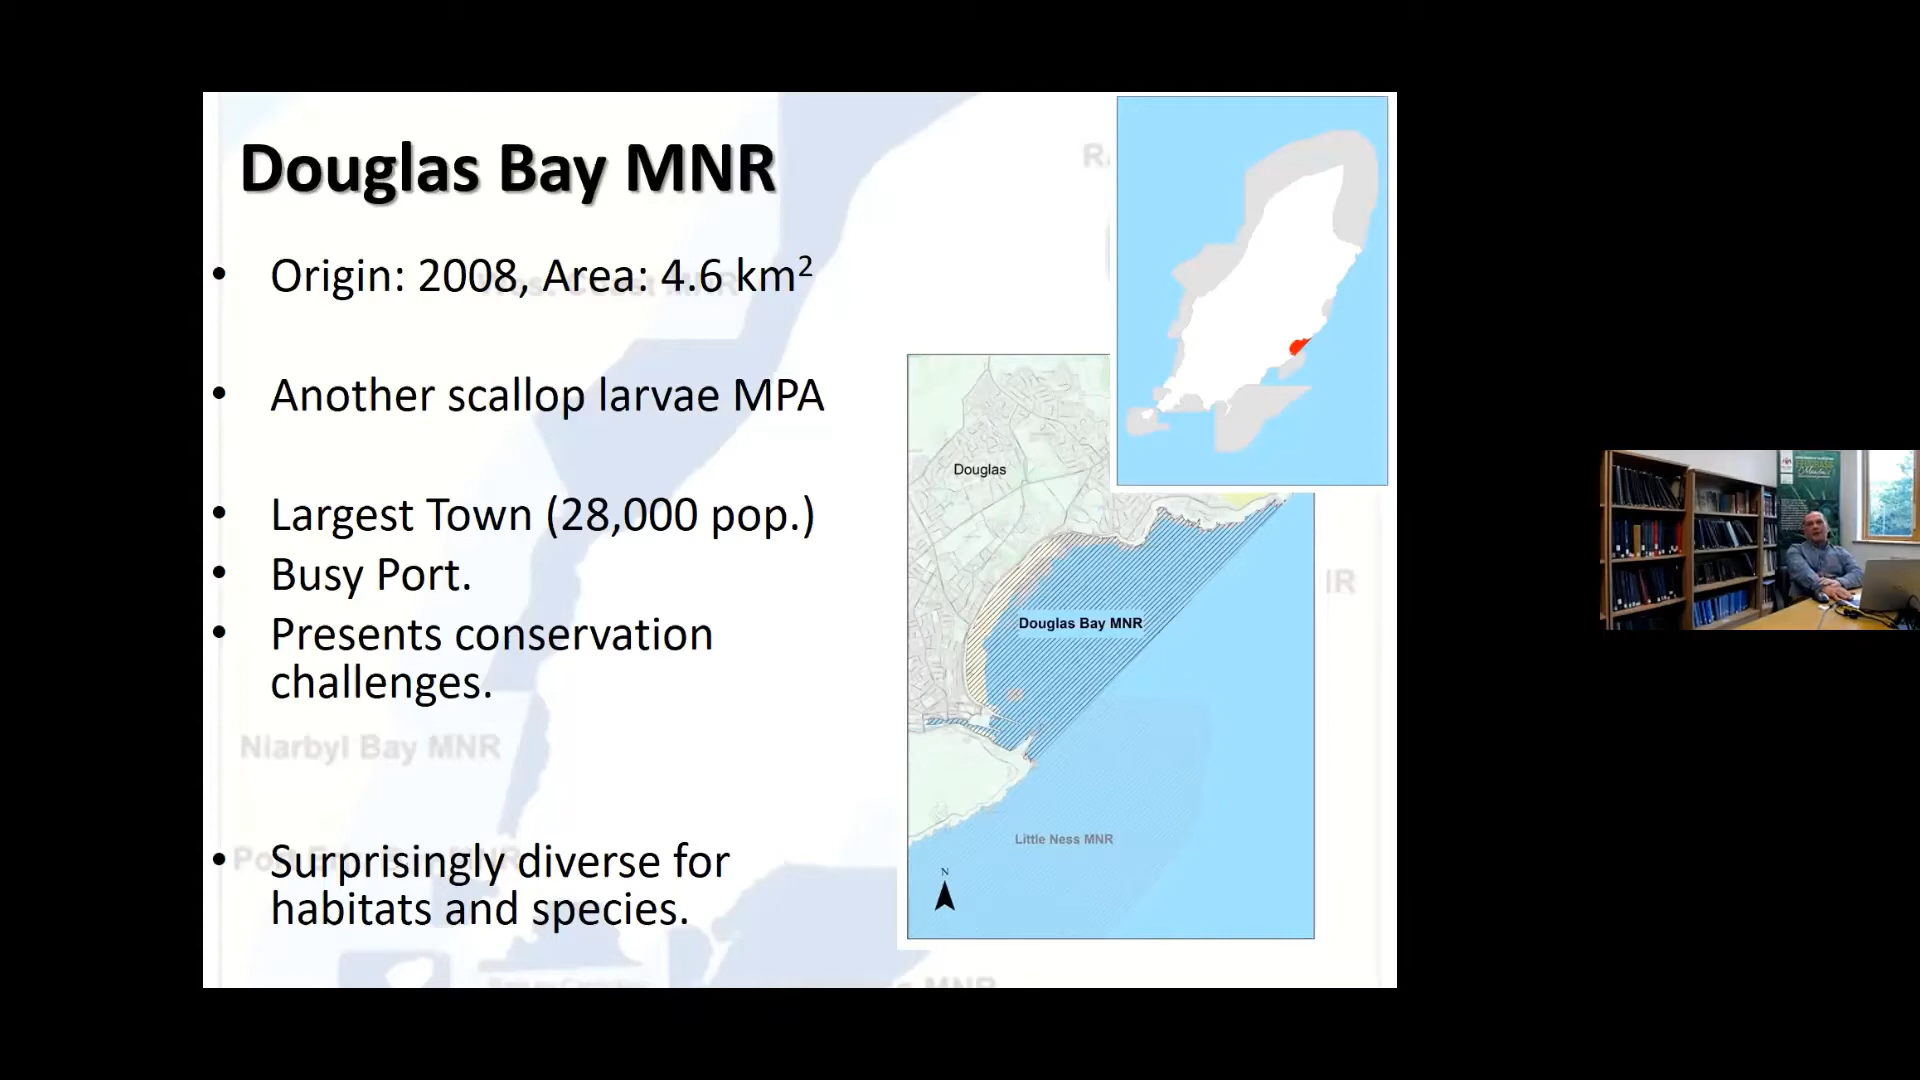 Douglas Bay MNR
• Origin: 2008, Area: 4.6 km²
• Another scallop larvae MPA
• Largest Town (28,000 pop.)
• Busy Port.
• Presents conservation
challenges.
Niarbyl Bay MNR
• Surprisingly diverse for
habitats and species.
Douglas
Douglas Bay MNR
Little Ness MNR
N